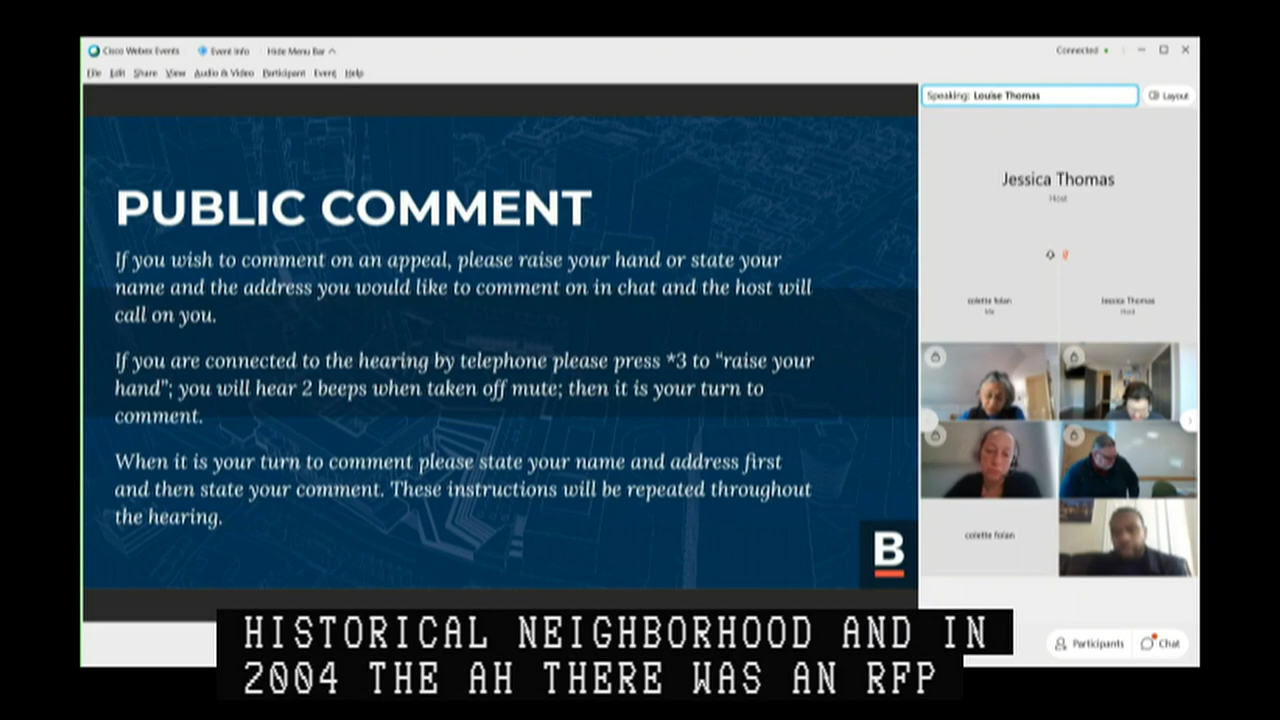 Cisco Webex Events Event Info Hide Menu Bar Connected
File Edit Share View Audio & Video Participant Event Help
Speaking: Louise Thomas Layout
Jessica Thomas
Host
colette folan Jessica Thomas
Me Host
PUBLIC COMMENT
If you wish to comment on an appeal, please raise your hand or state your
name and the address you would like to comment on in chat and the host will
call on you.
If you are connected to the hearing by telephone please press *3 to “raise your
hand”; you will hear 2 beeps when taken off mute; then it is your turn to
comment.
When it is your turn to comment please state your name and address first
and then state your comment. These instructions will be repeated throughout
the hearing.
B
colette folan
Participants Chat
HISTORICAL NEIGHBORHOOD AND IN
2004 THE AH THERE WAS AN RFP